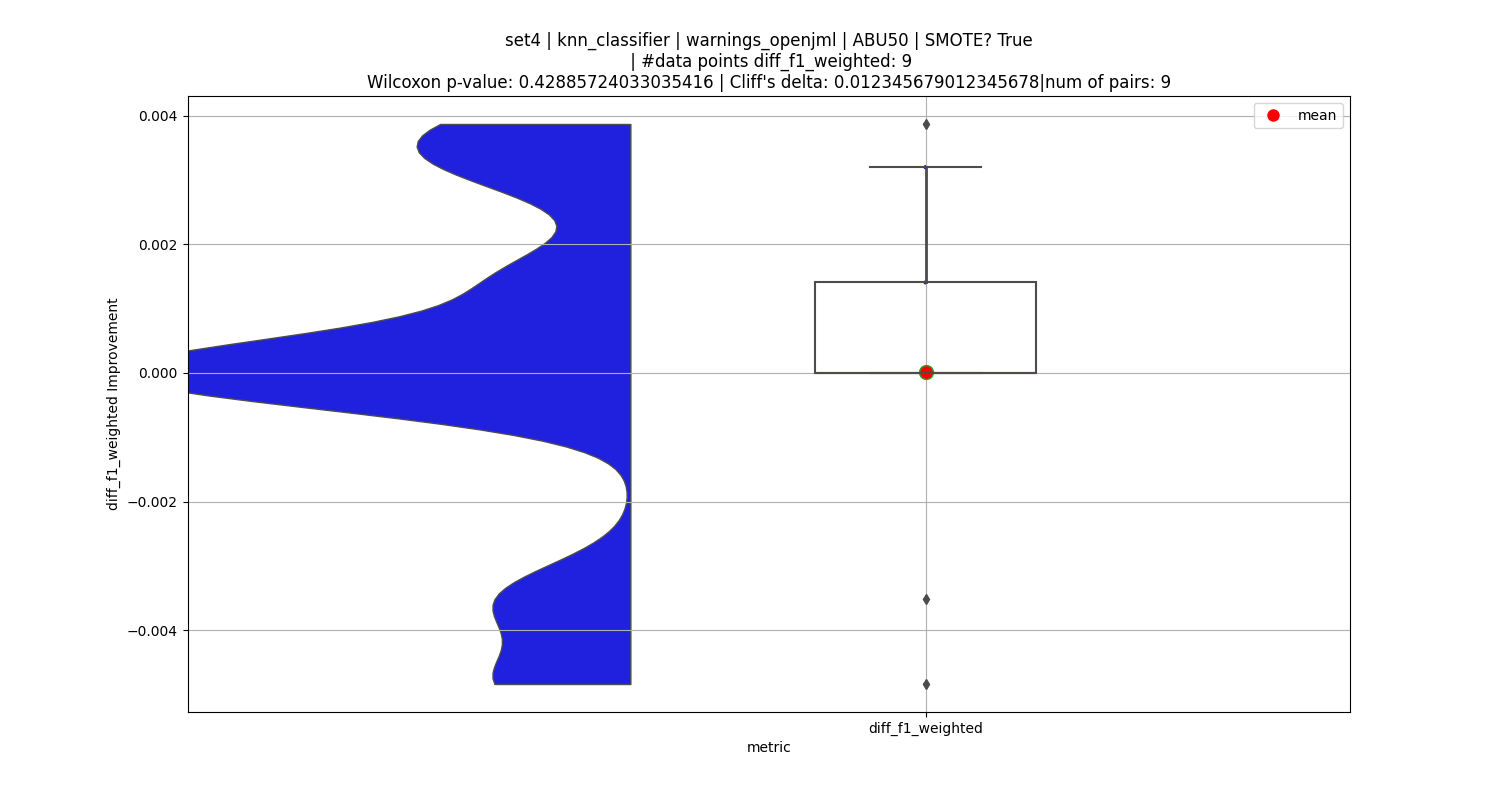 set4 | knn_classifier | warnings_openjml | ABU50 | SMOTE? True
| #data points diff_f1_weighted: 9
Wilcoxon p-value: 0.42885724033035416 | Cliff's delta: 0.012345679012345678|num of pairs: 9
mean
0.004
0.002
0.000
−0.002
−0.004
diff_f1_weighted Improvement
diff_f1_weighted
metric